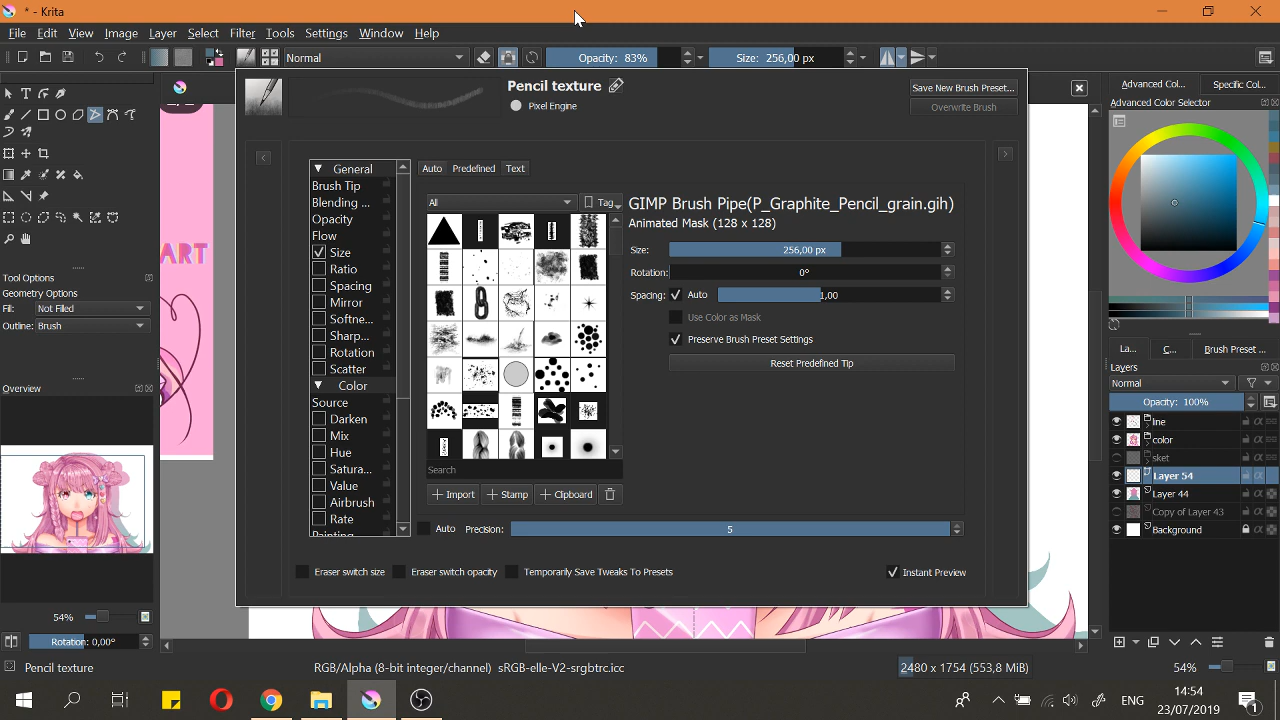 * - Krita
File Edit View Image Layer Select Filter Tools Settings Window Help
Normal Opacity: 83% Size: 256,00 px
Pencil texture
Pixel Engine
Save New Brush Preset...
Overwrite Brush
Advanced Col... Specific Col...
Advanced Color Selector
ART
General
Brush Tip
Blending ...
Opacity
Flow
Size
Ratio
Spacing
Mirror
Softne...
Sharp...
Rotation
Scatter
Color
Source
Darken
Mix
Hue
Satura...
Value
Airbrush
Rate
Painting
Auto Predefined Text
All Tag
GIMP Brush Pipe(P_Graphite_Pencil_grain.gih)
Animated Mask (128 x 128)
Size: 256,00 px
Rotation: 0°
Spacing: Auto 1,00
Use Color as Mask
Preserve Brush Preset Settings
Reset Predefined Tip
Search
Import Stamp Clipboard
Auto Precision: 5
Eraser switch size Eraser switch opacity Temporarily Save Tweaks To Presets Instant Preview
Tool Options
Geometry Options
Fill: Not Filled
Outline: Brush
Overview
54%
Rotation: 0,00°
La... C... Brush Preset ...
Layers
Normal
Opacity: 100%
line
Color
sket
Layer 54
Layer 44
Copy of Layer 43
Background
Pencil texture RGB/Alpha (8-bit integer/channel) sRGB-elle-V2-srgbtrc.icc 2480 x 1754 (553,8 MiB) 54%
ENG
14:54
23/07/2019
1